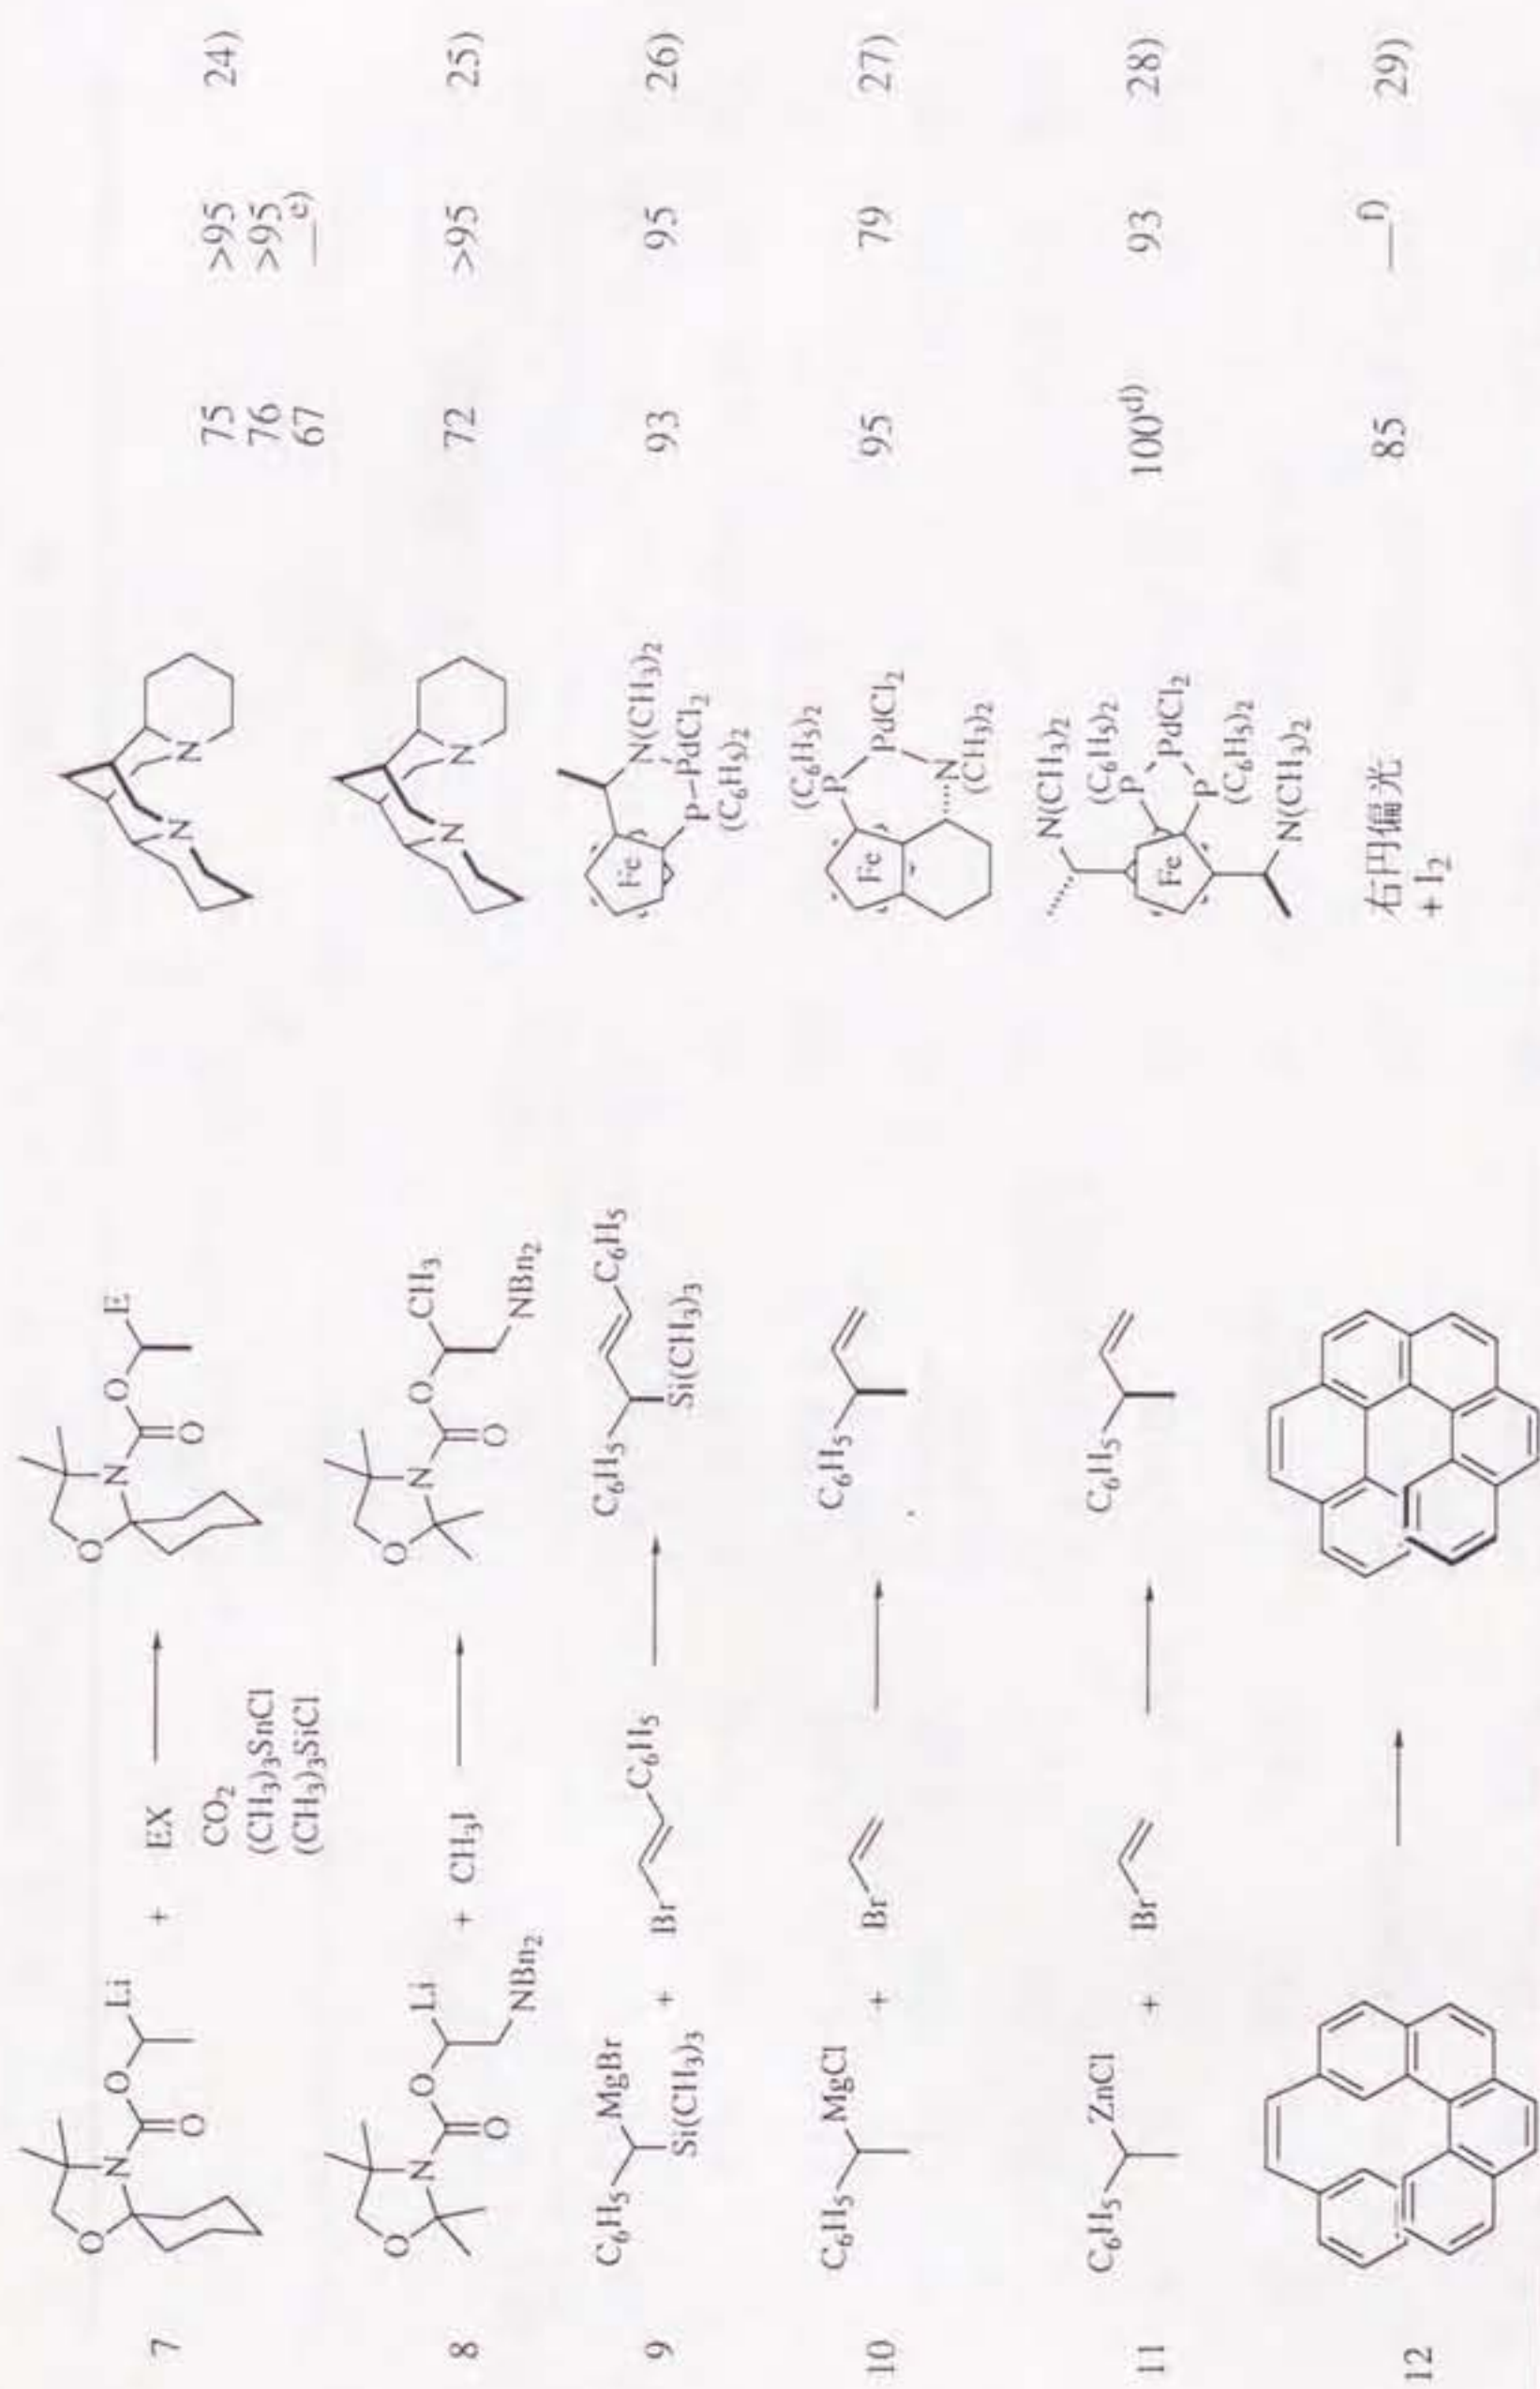 7
O
N
O
O
Li
+ EX
CO2
(CH3)3SnCl
(CH3)3SiCl
O
N
O
O
E
N
N
75 >95 24)
76 >95
67 —e)
8
O
N
O
O
Li
NBn2
+ CH3I
O
N
O
O
CH3
NBn2
N
N
72 >95 25)
9
C6H5
MgBr
Si(CH3)3
+
Br
C6H5
C6H5
C6H5
Si(CH3)3
Fe
N(CH3)2
P–PdCl2
(C6H5)2
93 95 26)
10
C6H5
MgCl
+
Br
C6H5
(C6H5)2
P
Fe
PdCl2
N
(CH3)2
95 79 27)
11
C6H5
ZnCl
+
Br
C6H5
N(CH3)2
(C6H5)2
P
Fe
PdCl2
P
(C6H5)2
N(CH3)2
100d) 93 28)
12
右円偏光
+ I2
85 —f) 29)